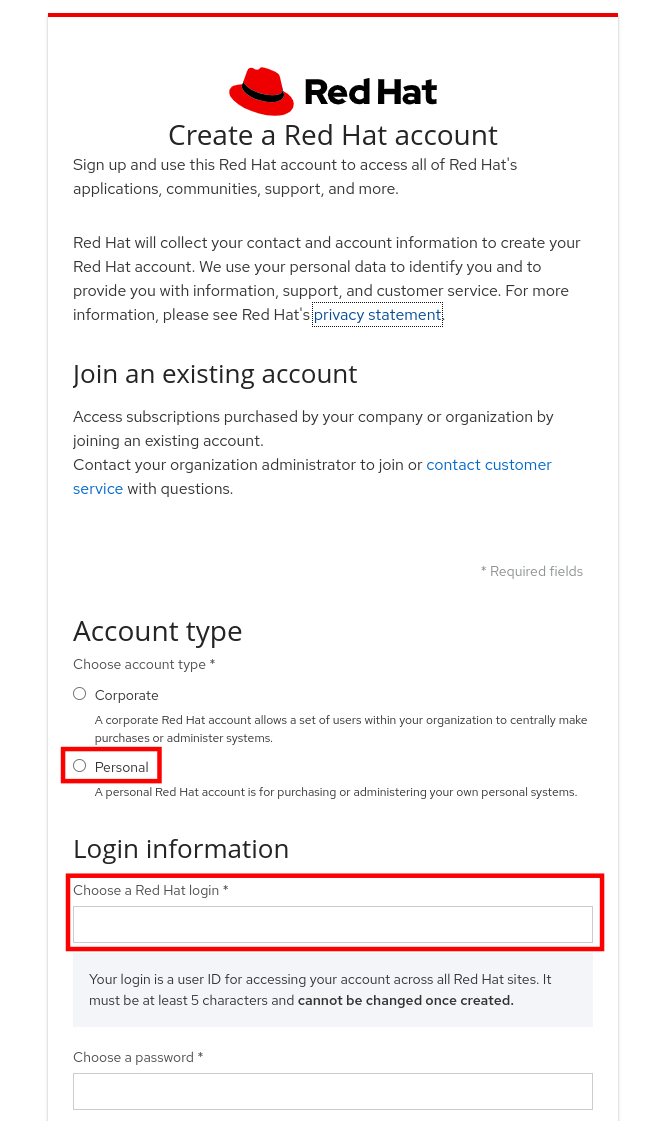 Red Hat
Create a Red Hat account
Sign up and use this Red Hat account to access all of Red Hat's
applications, communities, support, and more.
Red Hat will collect your contact and account information to create your
Red Hat account. We use your personal data to identify you and to
provide you with information, support, and customer service. For more
information, please see Red Hat's privacy statement.
Join an existing account
Access subscriptions purchased by your company or organization by
joining an existing account.
Contact your organization administrator to join or contact customer
service with questions.
* Required fields
Account type
Choose account type *
Corporate
A corporate Red Hat account allows a set of users within your organization to centrally make
purchases or administer systems.
Personal
A personal Red Hat account is for purchasing or administering your own personal systems.
Login information
Choose a Red Hat login *
Your login is a user ID for accessing your account across all Red Hat sites. It
must be at least 5 characters and cannot be changed once created.
Choose a password *